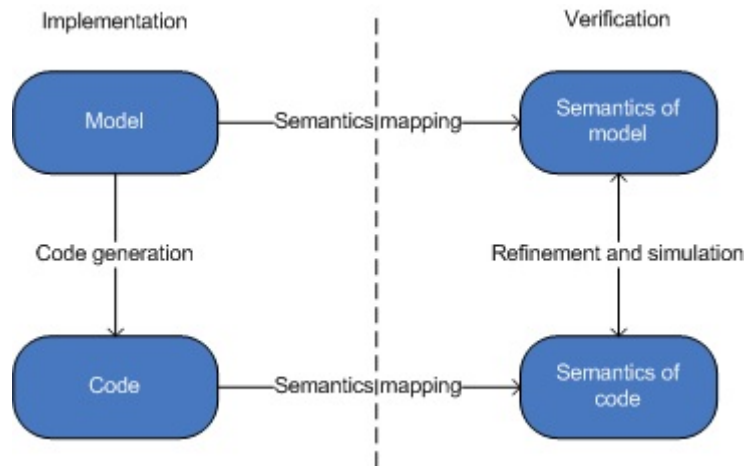 Implementation
Verification
Model
Semantics mapping
Semantics of
model
Code generation
Refinement and simulation
Code
Semantics mapping
Semantics of
code